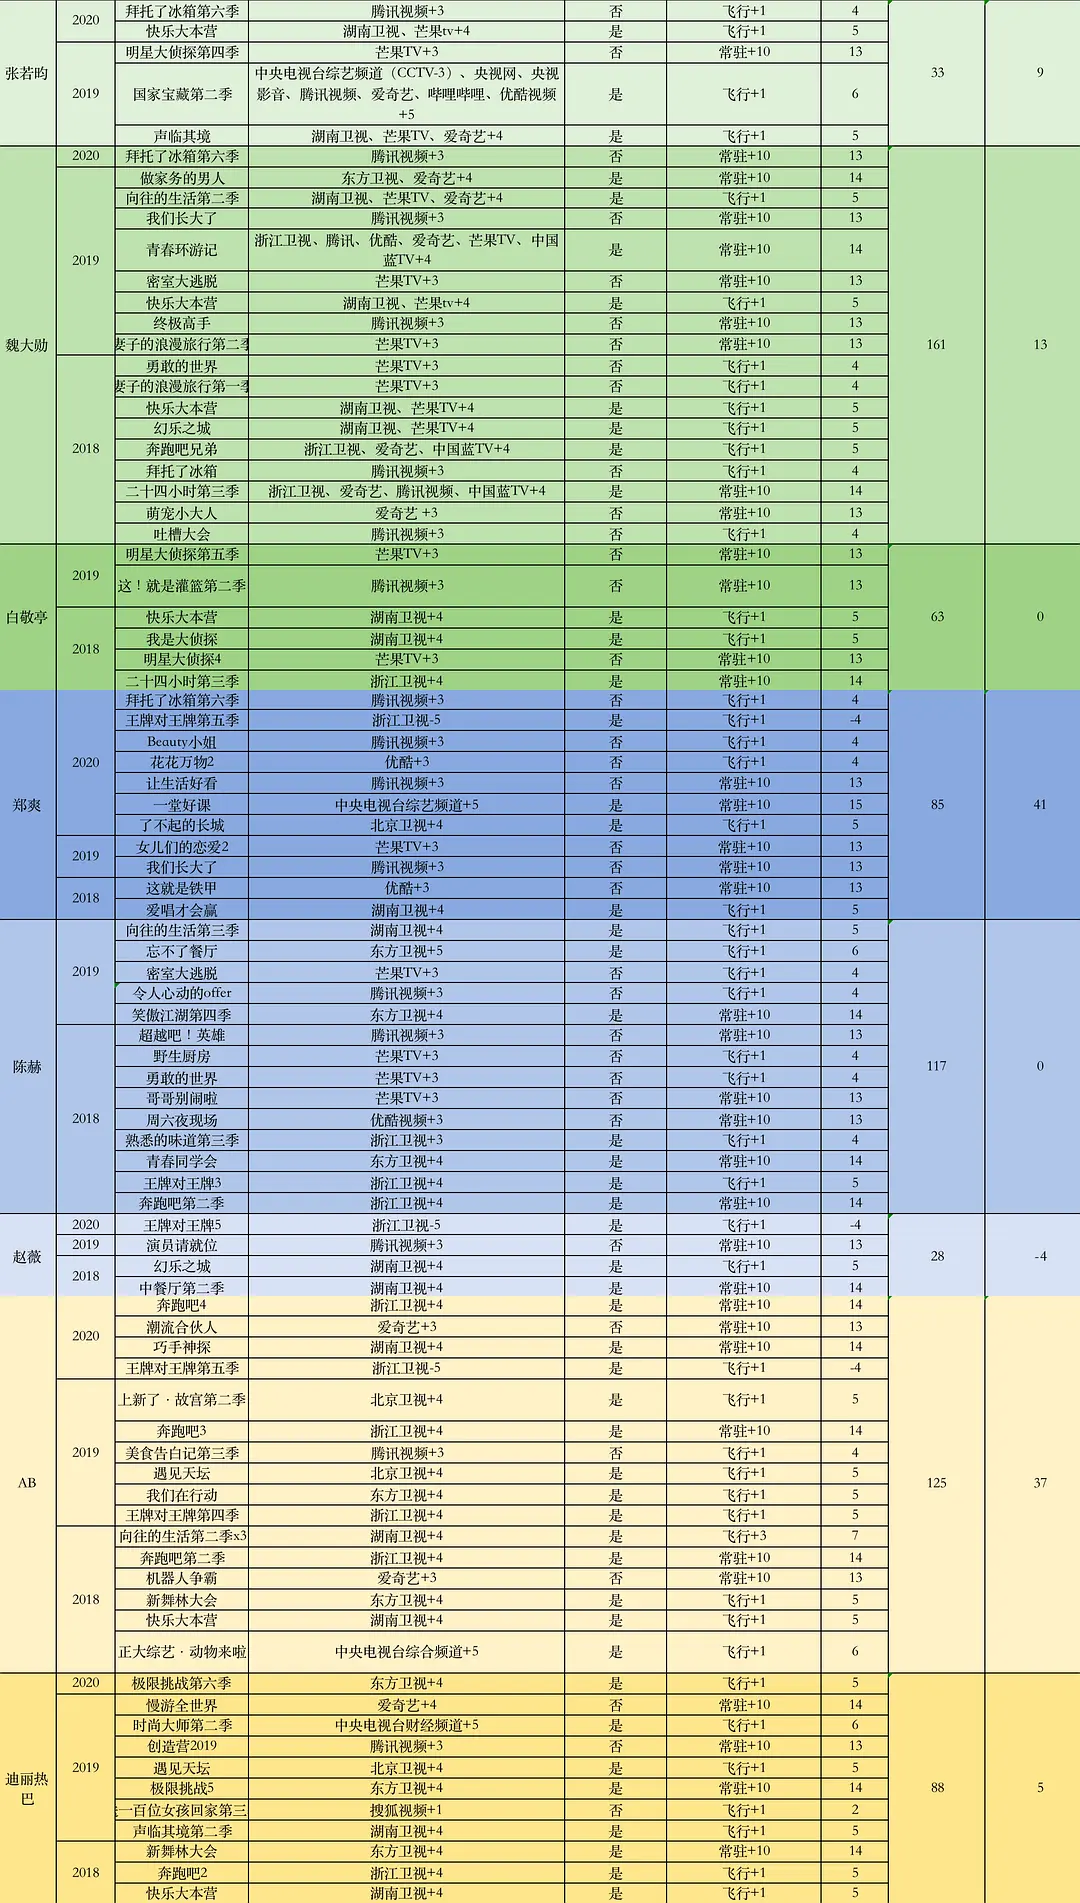 张若昀
2020
拜托了冰箱第六季 腾讯视频+3 否 飞行+1 4
快乐大本营 湖南卫视、芒果tv+4 是 飞行+1 5
2019
明星大侦探第四季 芒果TV+3 否 常驻+10 13
国家宝藏第二季 中央电视台综艺频道（CCTV-3）、央视网、央视
影音、腾讯视频、爱奇艺、哔哩哔哩、优酷视频
+5 是 飞行+1 6
声临其境 湖南卫视、芒果TV、爱奇艺+4 是 飞行+1 5
33 9
魏大勋
2020
拜托了冰箱第六季 腾讯视频+3 否 常驻+10 13
2019
做家务的男人 东方卫视、爱奇艺+4 是 常驻+10 14
向往的生活第二季 湖南卫视、芒果TV、爱奇艺+4 是 飞行+1 5
我们长大了 腾讯视频+3 否 常驻+10 13
青春环游记 浙江卫视、腾讯、优酷、爱奇艺、芒果TV、中国
蓝TV+4 是 常驻+10 14
密室大逃脱 芒果TV+3 否 常驻+10 13
快乐大本营 湖南卫视、芒果tv+4 是 飞行+1 5
终极高手 腾讯视频+3 否 常驻+10 13
妻子的浪漫旅行第二季 芒果TV+3 否 常驻+10 13
2018
勇敢的世界 芒果TV+3 否 飞行+1 4
妻子的浪漫旅行第一季 芒果TV+3 否 飞行+1 4
快乐大本营 湖南卫视、芒果TV+4 是 飞行+1 5
幻乐之城 湖南卫视、芒果TV+4 是 飞行+1 5
奔跑吧兄弟 浙江卫视、爱奇艺、中国蓝TV+4 是 飞行+1 5
拜托了冰箱 腾讯视频+3 否 飞行+1 4
二十四小时第三季 浙江卫视、爱奇艺、腾讯视频、中国蓝TV+4 是 常驻+10 14
萌宠小大人 爱奇艺 +3 否 常驻+10 13
吐槽大会 腾讯视频+3 否 飞行+1 4
161 13
白敬亭
2019
明星大侦探第五季 芒果TV+3 否 常驻+10 13
这！就是灌篮第二季 腾讯视频+3 否 常驻+10 13
2018
快乐大本营 湖南卫视+4 是 飞行+1 5
我是大侦探 湖南卫视+4 是 飞行+1 5
明星大侦探4 芒果TV+3 否 常驻+10 13
二十四小时第三季 浙江卫视+4 是 常驻+10 14
63 0
郑爽
2020
拜托了冰箱第六季 腾讯视频+3 否 飞行+1 4
王牌对王牌第五季 浙江卫视-5 是 飞行+1 -4
Beauty小姐 腾讯视频+3 否 飞行+1 4
花花万物2 优酷+3 否 飞行+1 4
让生活好看 腾讯视频+3 否 常驻+10 13
一堂好课 中央电视台综艺频道+5 是 常驻+10 15
了不起的长城 北京卫视+4 是 飞行+1 5
2019
女儿们的恋爱2 芒果TV+3 否 常驻+10 13
我们长大了 腾讯视频+3 否 常驻+10 13
2018
这就是铁甲 优酷+3 否 常驻+10 13
爱唱才会赢 湖南卫视+4 是 飞行+1 5
85 41
陈赫
2019
向往的生活第三季 湖南卫视+4 是 飞行+1 5
忘不了餐厅 东方卫视+5 是 飞行+1 6
密室大逃脱 芒果TV+3 否 飞行+1 4
令人心动的offer 腾讯视频+3 否 飞行+1 4
笑傲江湖第四季 东方卫视+4 是 常驻+10 14
2018
超越吧！英雄 腾讯视频+3 否 常驻+10 13
野生厨房 芒果TV+3 否 飞行+1 4
勇敢的世界 芒果TV+3 否 飞行+1 4
哥哥别闹啦 芒果TV+3 否 常驻+10 13
周六夜现场 优酷视频+3 否 常驻+10 13
熟悉的味道第三季 浙江卫视+3 是 飞行+1 4
青春同学会 东方卫视+4 是 常驻+10 14
王牌对王牌3 浙江卫视+4 是 飞行+1 5
奔跑吧第二季 浙江卫视+4 是 常驻+10 14
117 0
赵薇
2020
王牌对王牌5 浙江卫视-5 是 飞行+1 -4
2019
演员请就位 腾讯视频+3 否 常驻+10 13
2018
幻乐之城 湖南卫视+4 是 飞行+1 5
中餐厅第二季 湖南卫视+4 是 常驻+10 14
28 -4
AB
2020
奔跑吧4 浙江卫视+4 是 常驻+10 14
潮流合伙人 爱奇艺+3 否 常驻+10 13
巧手神探 湖南卫视+4 是 常驻+10 14
王牌对王牌第五季 浙江卫视-5 是 飞行+1 -4
2019
上新了·故宫第二季 北京卫视+4 是 飞行+1 5
奔跑吧3 浙江卫视+4 是 常驻+10 14
美食告白记第三季 腾讯视频+3 否 飞行+1 4
遇见天坛 北京卫视+4 是 飞行+1 5
我们在行动 东方卫视+4 是 飞行+1 5
王牌对王牌第四季 浙江卫视+4 是 飞行+1 5
2018
向往的生活第二季x3 湖南卫视+4 是 飞行+3 7
奔跑吧第二季 浙江卫视+4 是 常驻+10 14
机器人争霸 爱奇艺+3 否 常驻+10 13
新舞林大会 东方卫视+4 是 飞行+1 5
快乐大本营 湖南卫视+4 是 飞行+1 5
正大综艺·动物来啦 中央电视台综合频道+5 是 飞行+1 6
125 37
迪丽热
巴
2020
极限挑战第六季 东方卫视+4 是 飞行+1 5
2019
慢游全世界 爱奇艺+4 否 常驻+10 14
时尚大师第二季 中央电视台财经频道+5 是 飞行+1 6
创造营2019 腾讯视频+3 否 常驻+10 13
遇见天坛 北京卫视+4 是 飞行+1 5
极限挑战5 东方卫视+4 是 常驻+10 14
一百位女孩回家第三 搜狐视频+1 否 飞行+1 2
声临其境第二季 湖南卫视+4 是 飞行+1 5
2018
新舞林大会 东方卫视+4 是 常驻+10 14
奔跑吧2 浙江卫视+4 是 飞行+1 5
快乐大本营 湖南卫视+4 是 飞行+1 5
88 5